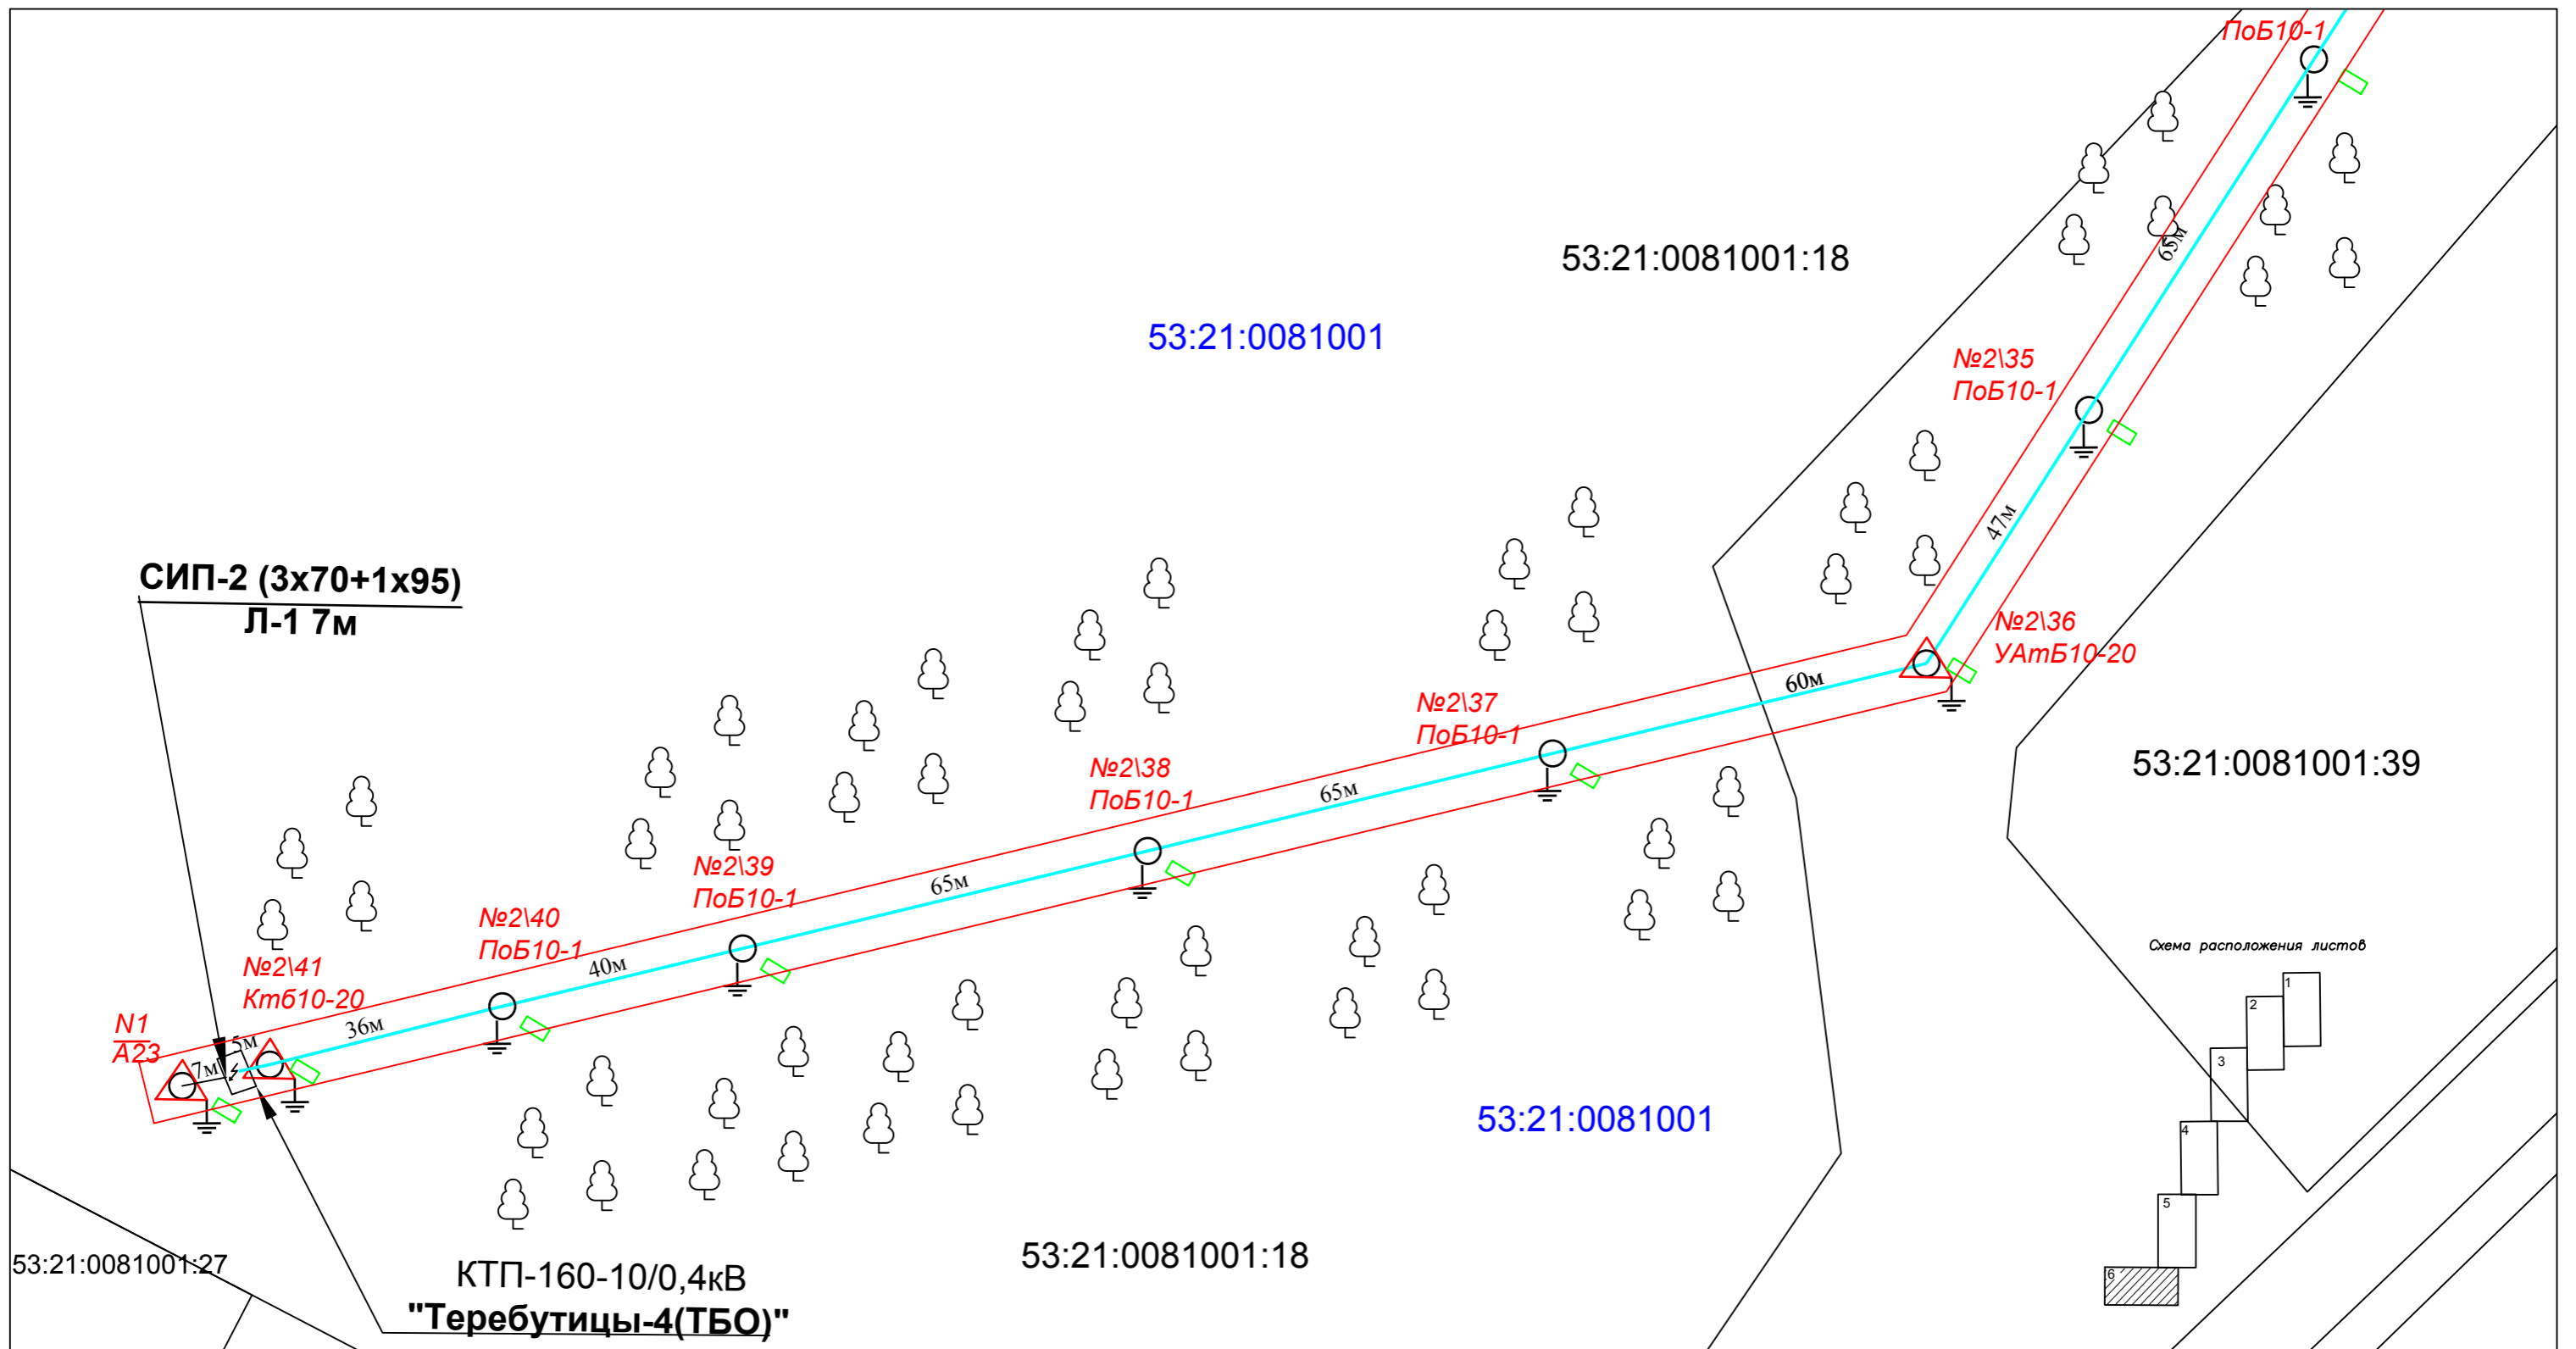 ПоБ10-1
65м
53:21:0081001:18
53:21:0081001
№2\35
ПоБ10-1
47м
СИП-2 (3х70+1х95)
Л-1 7м
№2\36
УАтБ10-20
60м
№2\37
ПоБ10-1
53:21:0081001:39
№2\38
ПоБ10-1
65м
№2\39
ПоБ10-1
65м
№2\40
ПоБ10-1
40м
№2\41
Ктб10-20
36м
N1
А23
5м
7м
Схема расположения листов
1
2
3
4
5
6
53:21:0081001
53:21:0081001:18
53:21:0081001:27
КТП-160-10/0,4кВ
"Теребутицы-4(ТБО)"